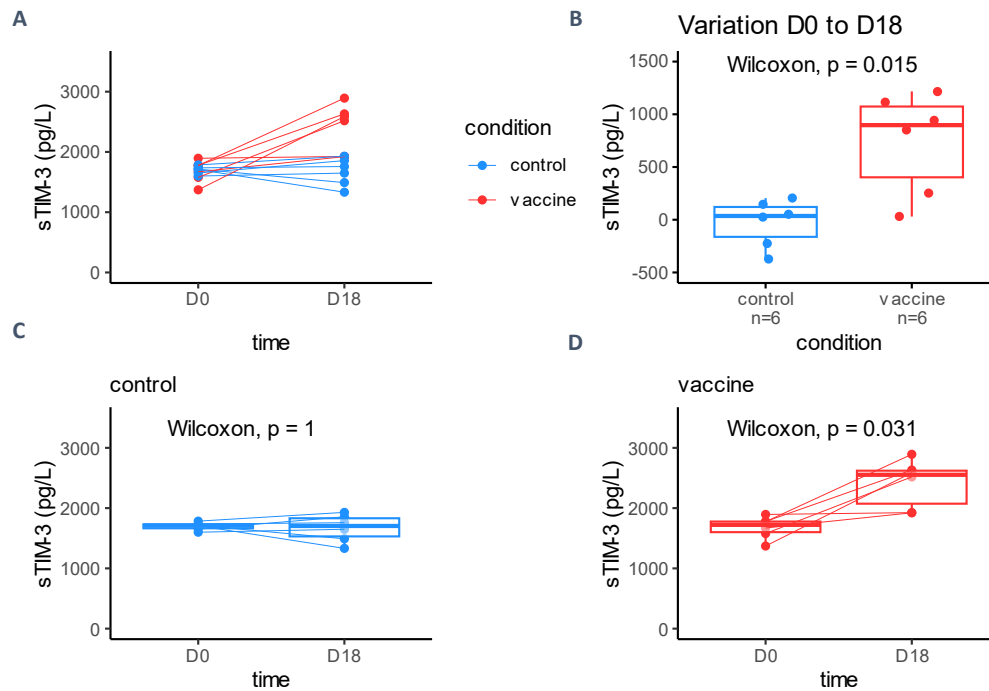 A
3000
2000
1000
0
sTIM-3 (pg/L)
D0
D18
time
condition
control
vaccine
B
Variation D0 to D18
Wilcoxon, p = 0.015
1500
1000
500
0
-500
sTIM-3 (pg/L)
control
n=6
vaccine
n=6
condition
C
control
Wilcoxon, p = 1
3000
2000
1000
0
sTIM-3 (pg/L)
D0
D18
time
D
vaccine
Wilcoxon, p = 0.031
3000
2000
1000
0
sTIM-3 (pg/L)
D0
D18
time